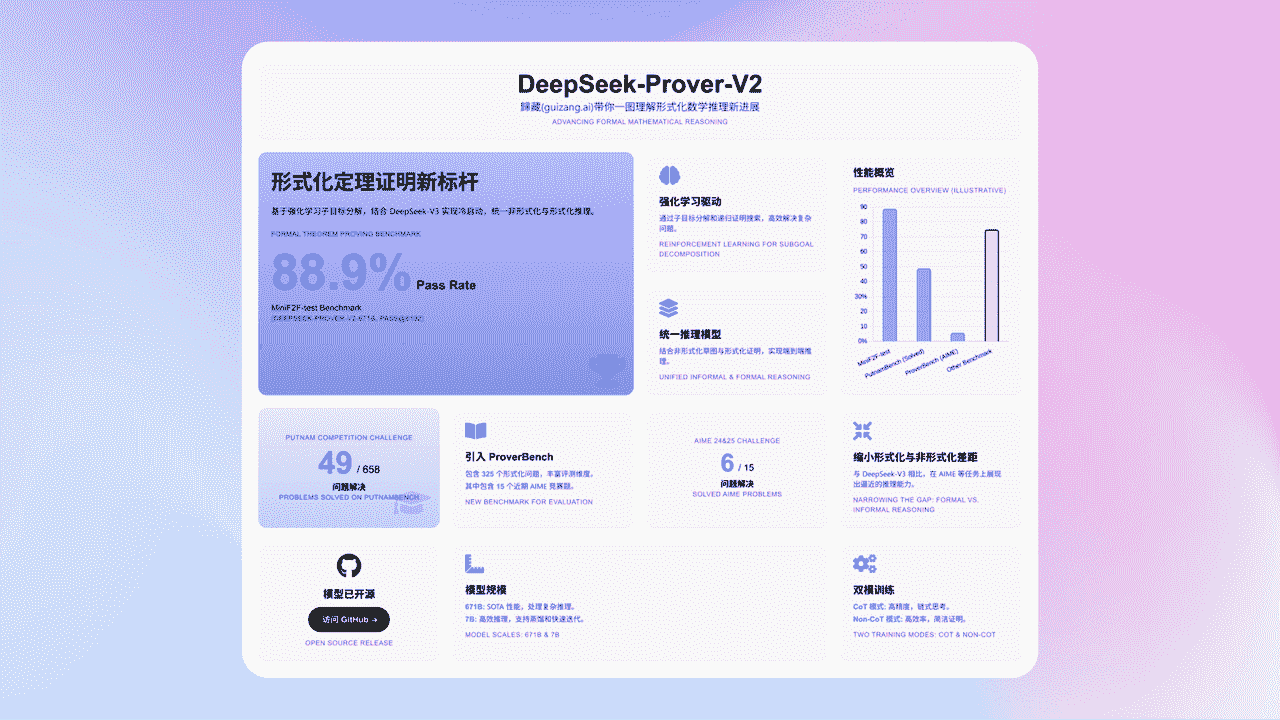 DeepSeek-Prover-V2
歸藏(guizang.ai)带你一图理解形式化数学推理新进展
ADVANCING FORMAL MATHEMATICAL REASONING
形式化定理证明新标杆
基于强化学习子目标分解，结合 DeepSeek-V3 实现冷启动，统一非形式化与形式化推理。
FORMAL THEOREM PROVING BENCHMARK
88.9% Pass Rate
MiniF2F-test Benchmark
强化学习驱动
通过子目标分解和递归证明搜索，高效解决复杂
问题。
REINFORCEMENT LEARNING FOR SUBGOAL
DECOMPOSITION
统一推理模型
结合非形式化草图与形式化证明，实现端到端推
理。
UNIFIED INFORMAL & FORMAL REASONING
性能概览
PERFORMANCE OVERVIEW (ILLUSTRATIVE)
90
80
70
60
50
40
30%
20
10
0%
MiniF2F-test
PutnamBench (Solved)
ProverBench (AIME)
Other Benchmark
PUTNAM COMPETITION CHALLENGE
49 / 658
问题解决
PROBLEMS SOLVED ON PUTNAMBENCH
引入 ProverBench
包含 325 个形式化问题，丰富评测维度。
其中包含 15 个近期 AIME 竞赛题。
NEW BENCHMARK FOR EVALUATION
AIME 24&25 CHALLENGE
6 / 15
问题解决
SOLVED AIME PROBLEMS
缩小形式化与非形式化差距
与 DeepSeek-V3 相比，在 AIME 等任务上展现
出逼近的推理能力。
NARROWING THE GAP: FORMAL VS.
INFORMAL REASONING
模型已开源
访问 GitHub →
OPEN SOURCE RELEASE
模型规模
671B: SOTA 性能，处理复杂推理。
7B: 高效推理，支持蒸馏和快速迭代。
MODEL SCALES: 671B & 7B
双模训练
CoT 模式: 高精度，链式思考。
Non-CoT 模式: 高效率，简洁证明。
TWO TRAINING MODES: COT & NON-COT